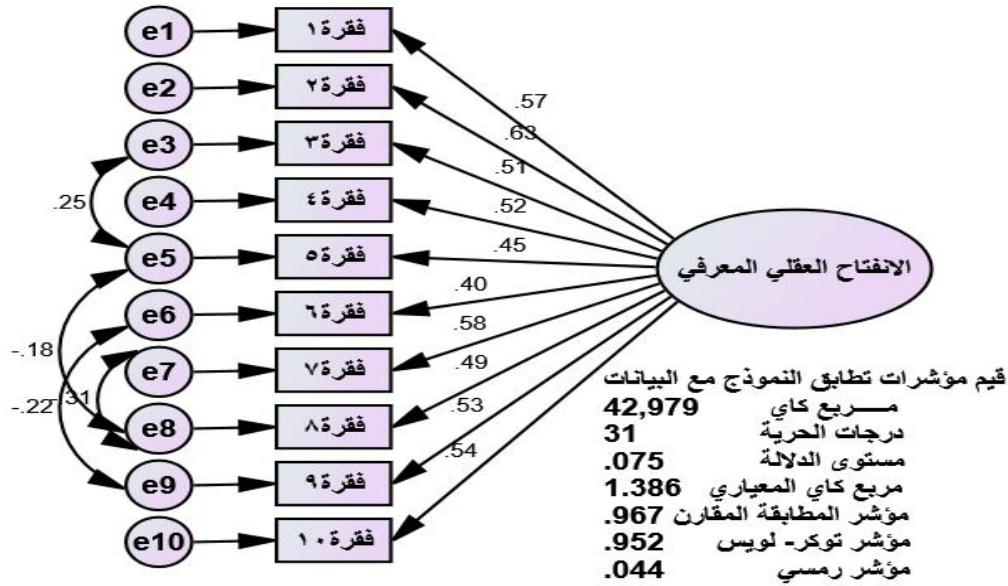 e1
فقرة١
e2
فقرة٢
e3
فقرة٣
e4
فقرة٤
e5
فقرة٥
e6
فقرة٦
e7
فقرة٧
e8
فقرة٨
e9
فقرة٩
e10
فقرة١٠
.57
.63
.51
.52
.45
.40
.58
.49
.53
.54
.25
-.18
-.22
.31
الانفتاح العقلي المعرفي
قيم مؤشرات تطابق النموذج مع البيانات
مـــربع كاي 42,979
درجات الحرية 31
مستوى الدلالة .075
مربع كاي المعياري 1.386
مؤشر المطابقة المقارن .967
مؤشر توكر- لويس .952
مؤشر رمسي .044